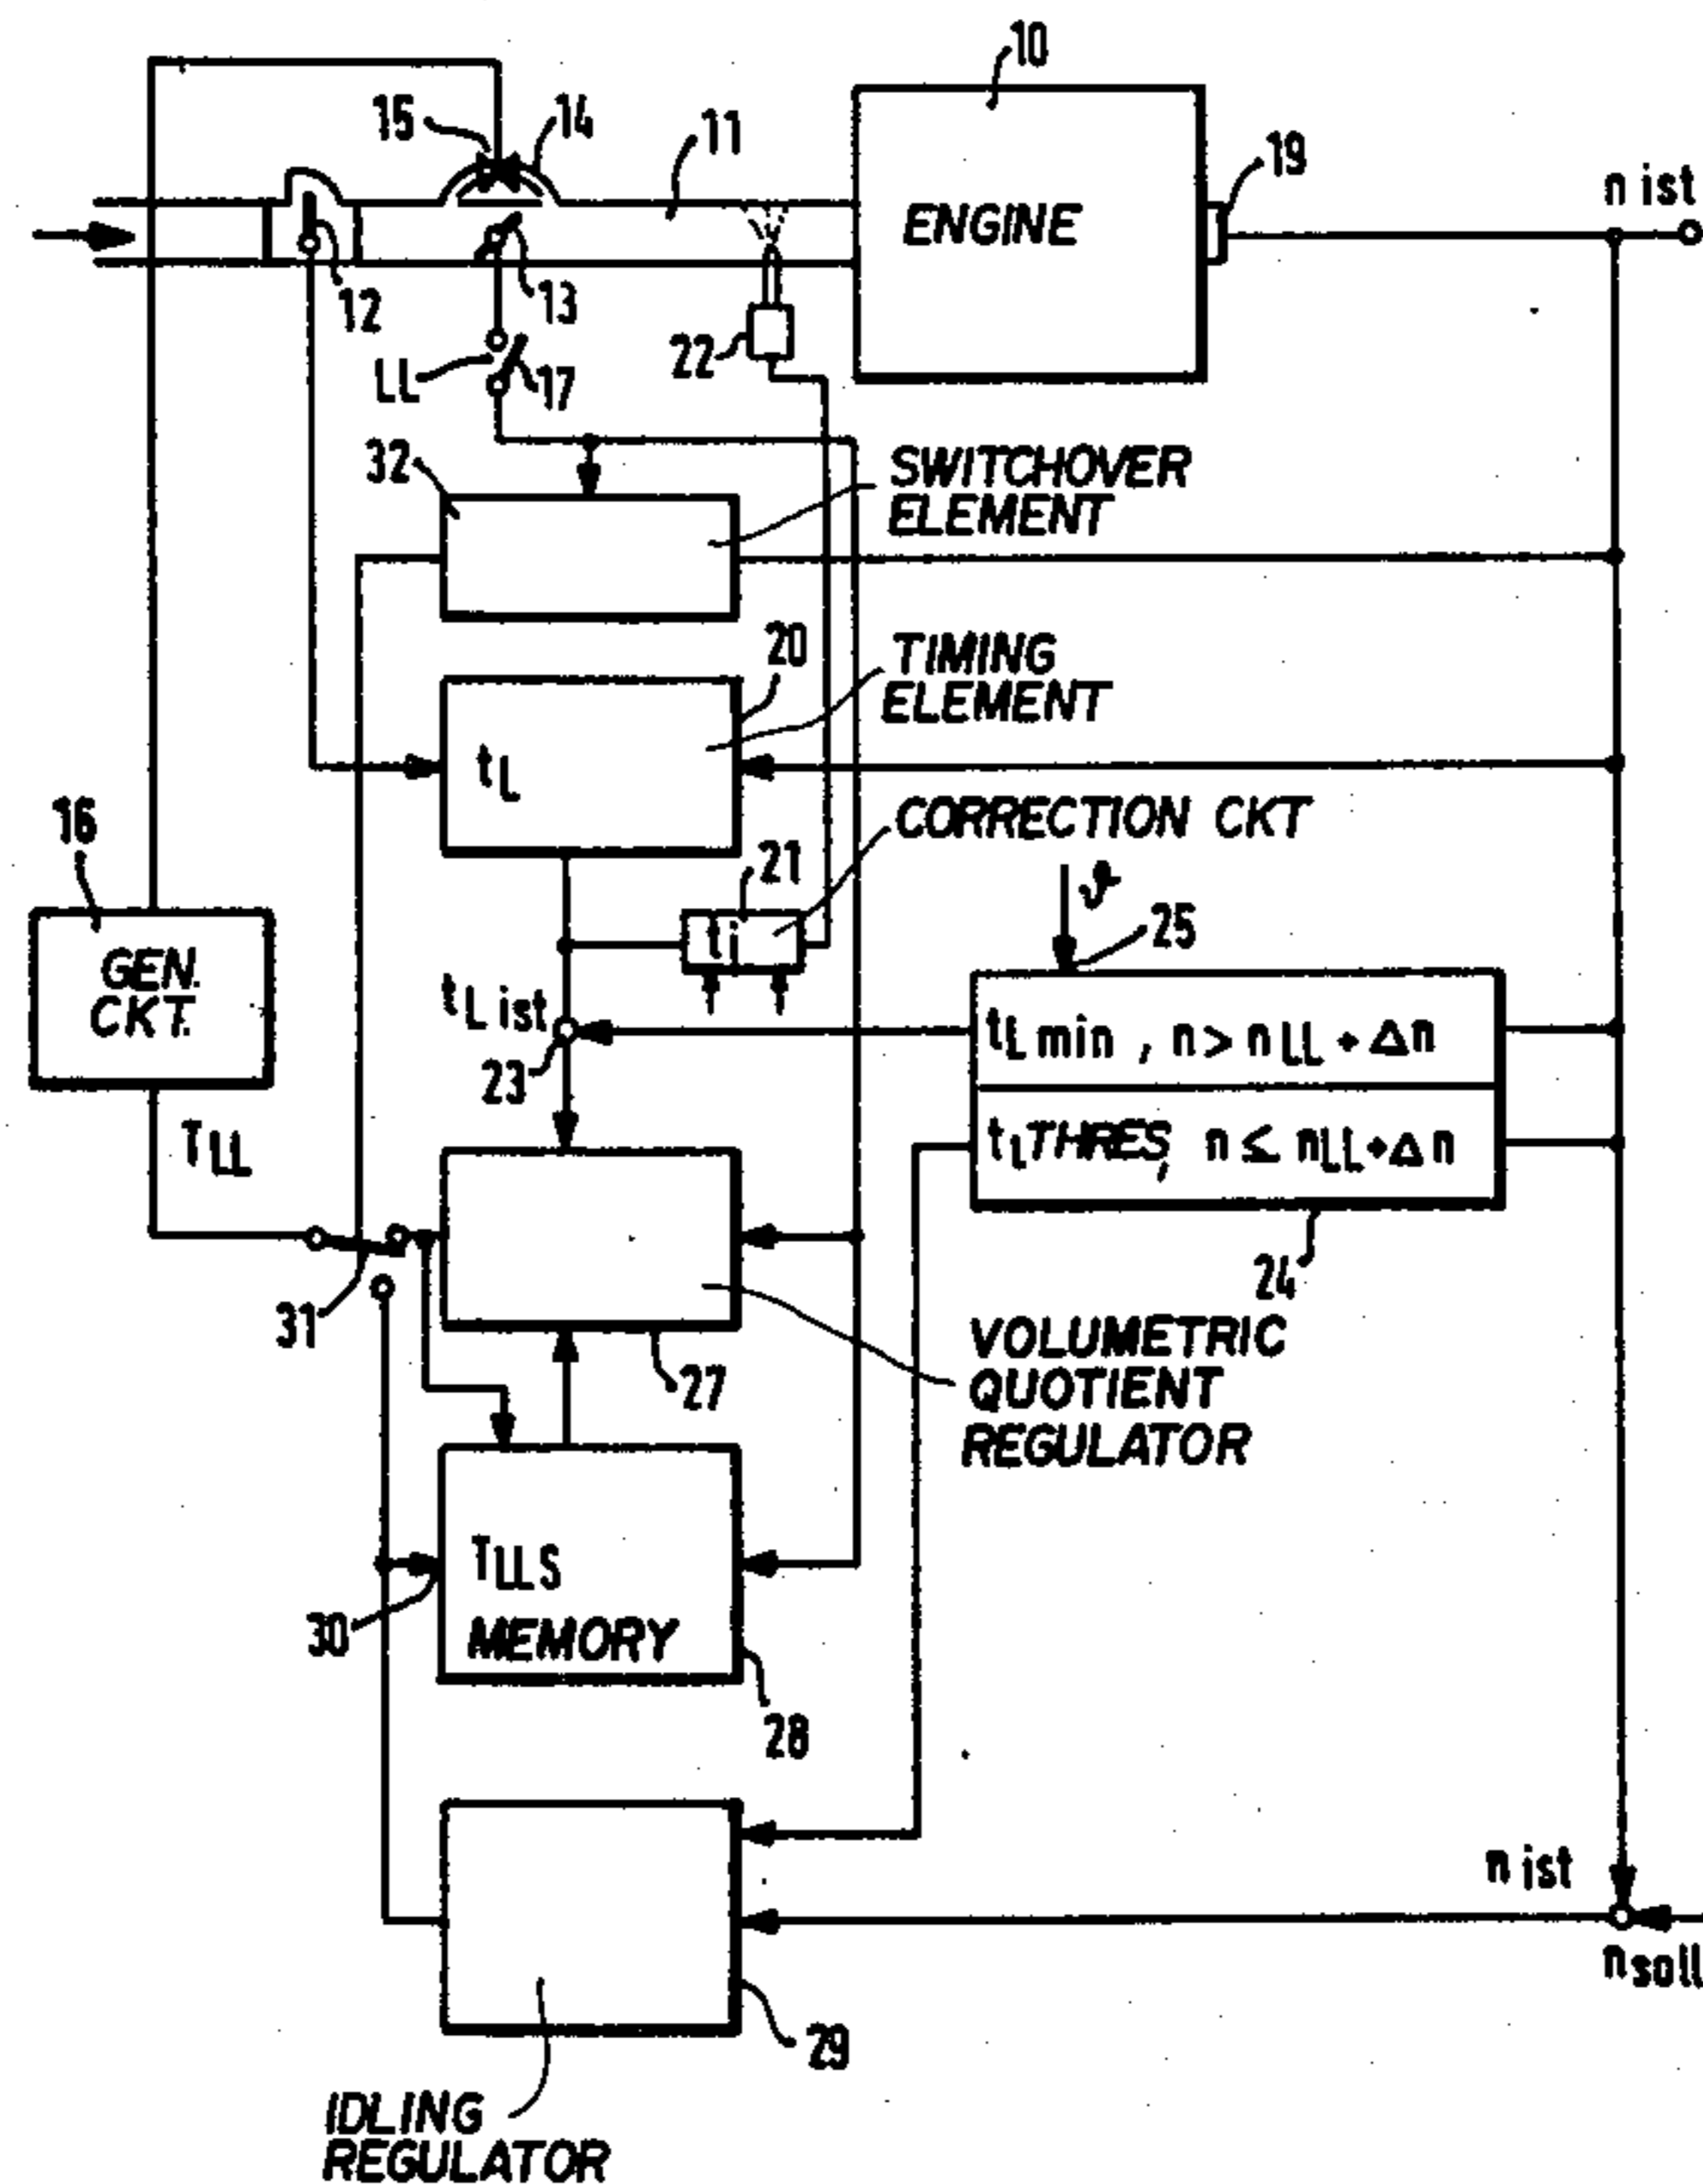 10
15
14
11
19
n ist
ENGINE
12
13
22
LL
17
32
SWITCHOVER
ELEMENT
20
TIMING
ELEMENT
tL
CORRECTION CKT
16
21
ϑ
ti
25
GEN.
CKT.
tL ist
tL min , n > nLL + Δn
23
TLL
tL THRES, n ≤ nLL + Δn
24
31
VOLUMETRIC
QUOTIENT
REGULATOR
27
TLLS
MEMORY
30
28
n ist
n soll
29
IDLING
REGULATOR